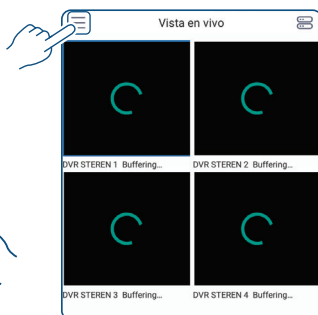 Vista en vivo
DVR STEREN 1 Buffering...
DVR STEREN 2 Buffering...
DVR STEREN 3 Buffering...
DVR STEREN 4 Buffering...